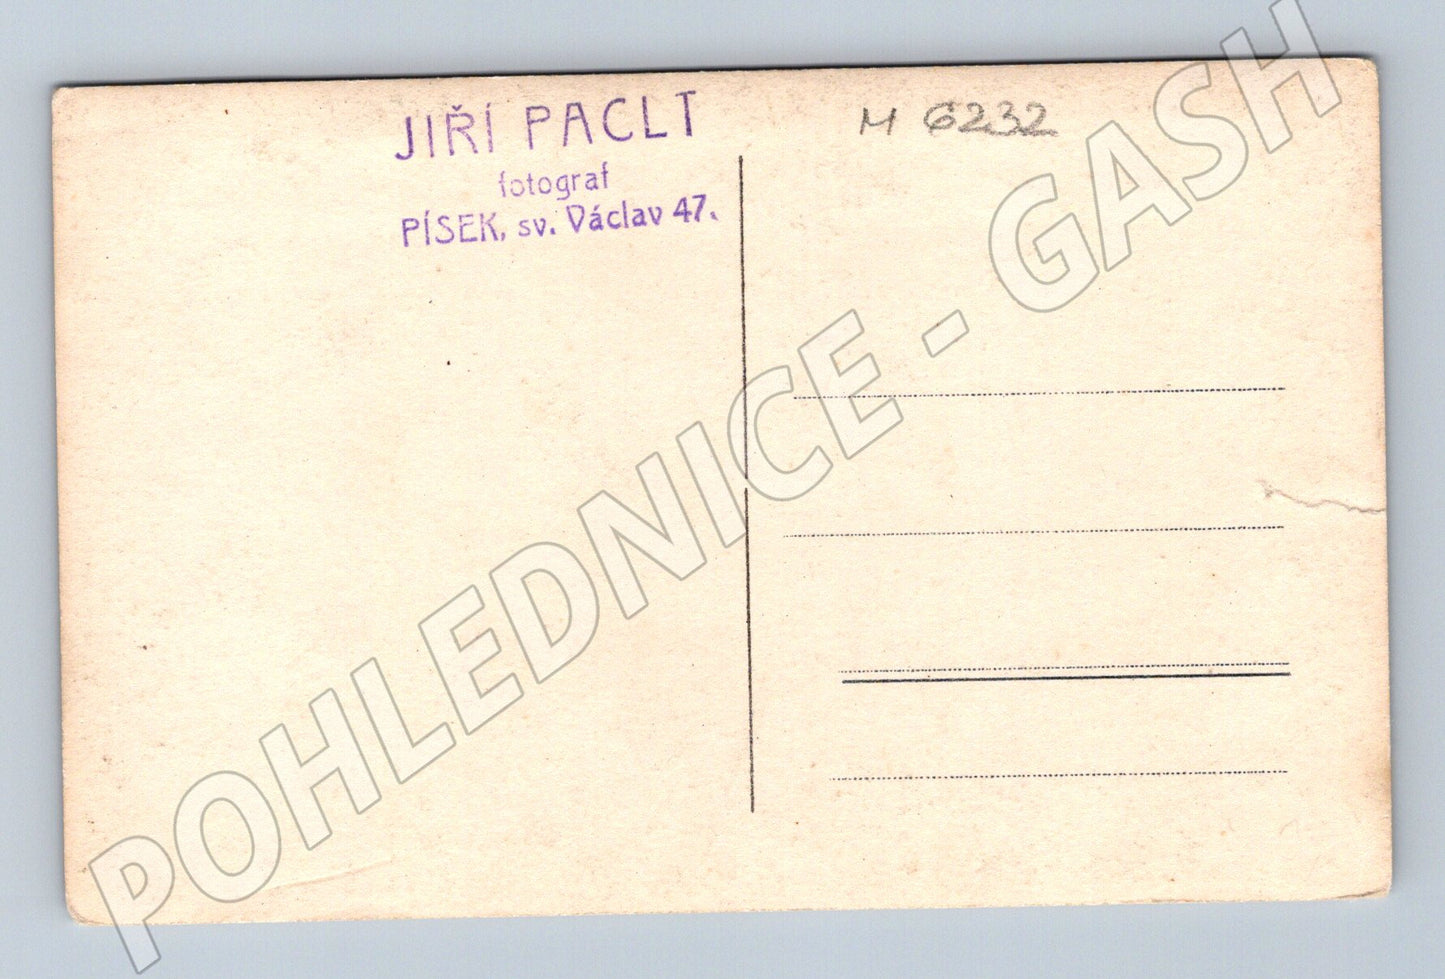 JIŘÍ PACLT
fotograf
PÍSEK, sv. Václav 47.
M 6232
POHLEDNICE - GASH